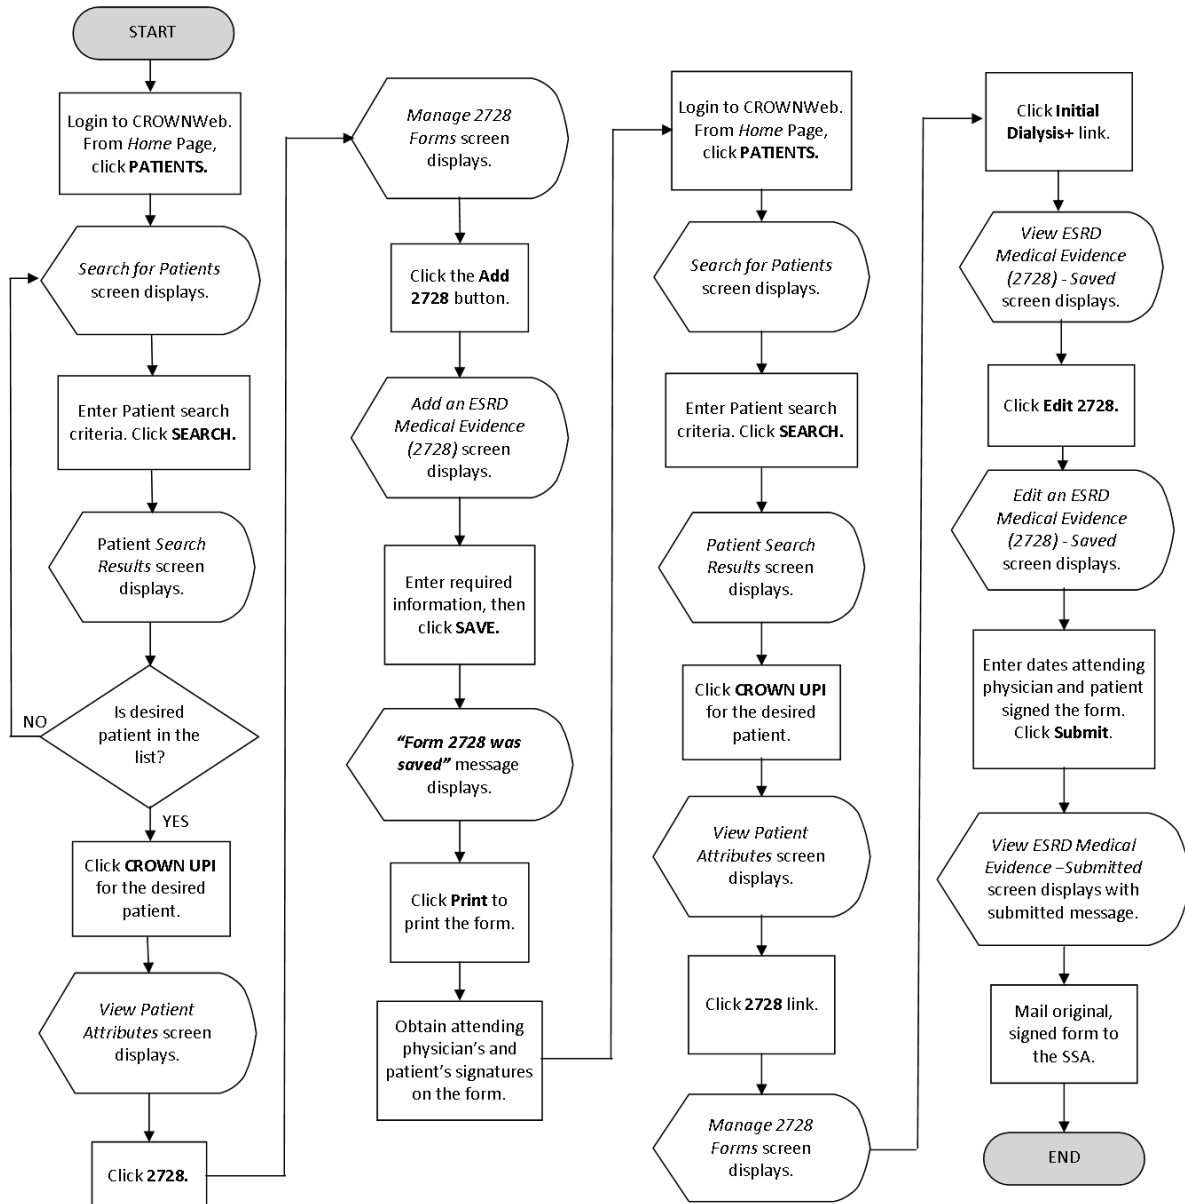 START
Login to CROWNWeb.
From Home Page,
click PATIENTS.
Search for Patients
screen displays.
Enter Patient search
criteria. Click SEARCH.
Patient Search
Results screen
displays.
Is desired
patient in the
list?
NO
YES
Click CROWN UPI
for the desired
patient.
View Patient
Attributes screen
displays.
Click 2728.
Manage 2728
Forms screen
displays.
Click the Add
2728 button.
Add an ESRD
Medical Evidence
(2728) screen
displays.
Enter required
information, then
click SAVE.
“Form 2728 was
saved” message
displays.
Click Print to
print the form.
Obtain attending
physician’s and
patient’s signatures
on the form.
Login to CROWNWeb.
From Home Page,
click PATIENTS.
Search for Patients
screen displays.
Enter Patient search
criteria. Click SEARCH.
Patient Search
Results screen
displays.
Click CROWN UPI
for the desired
patient.
View Patient
Attributes screen
displays.
Click 2728 link.
Manage 2728
Forms screen
displays.
Click Initial
Dialysis+ link.
View ESRD
Medical Evidence
(2728) - Saved
screen displays.
Click Edit 2728.
Edit an ESRD
Medical Evidence
(2728) - Saved
screen displays.
Enter dates attending
physician and patient
signed the form.
Click Submit.
View ESRD Medical
Evidence –Submitted
screen displays with
submitted message.
Mail original,
signed form to
the SSA.
END